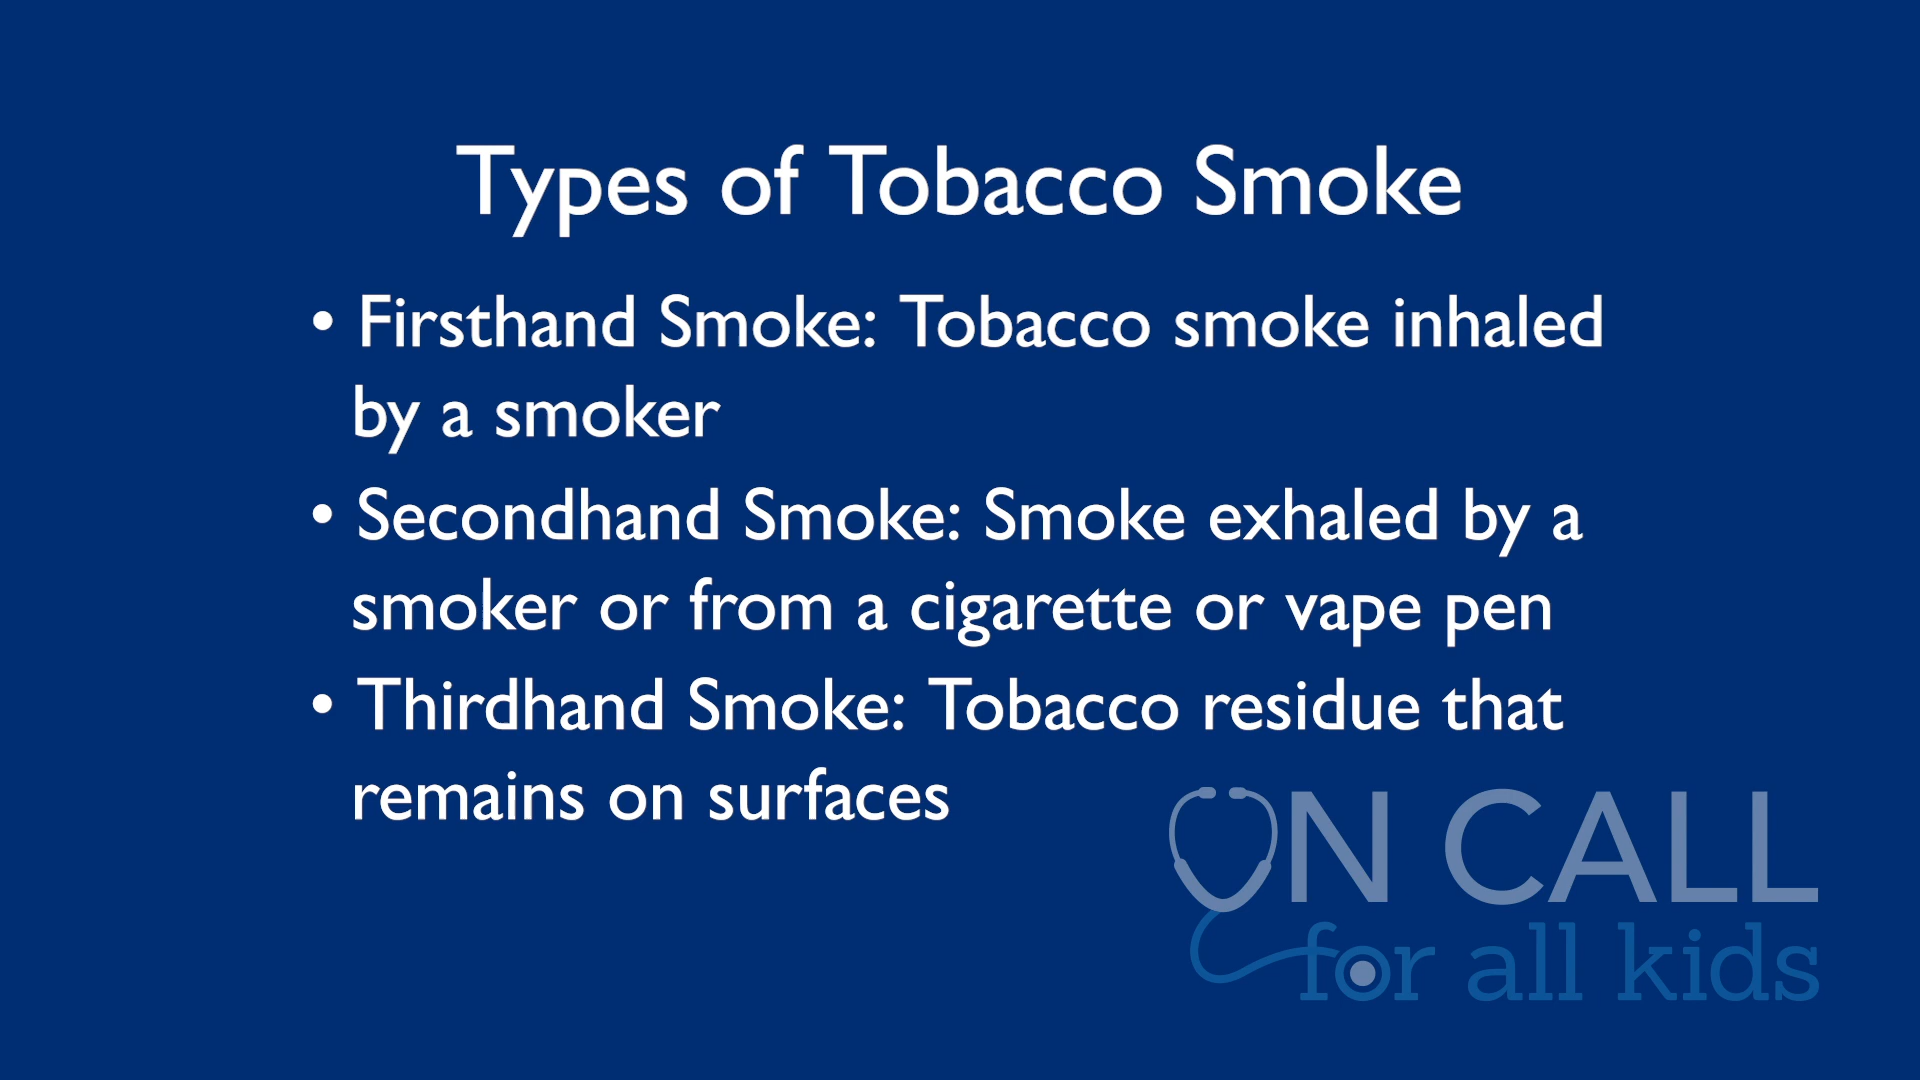 Types of Tobacco Smoke
• Firsthand Smoke: Tobacco smoke inhaled
by a smoker
• Secondhand Smoke: Smoke exhaled by a
smoker or from a cigarette or vape pen
• Thirdhand Smoke: Tobacco residue that
remains on surfaces
ON CALL
for all kids